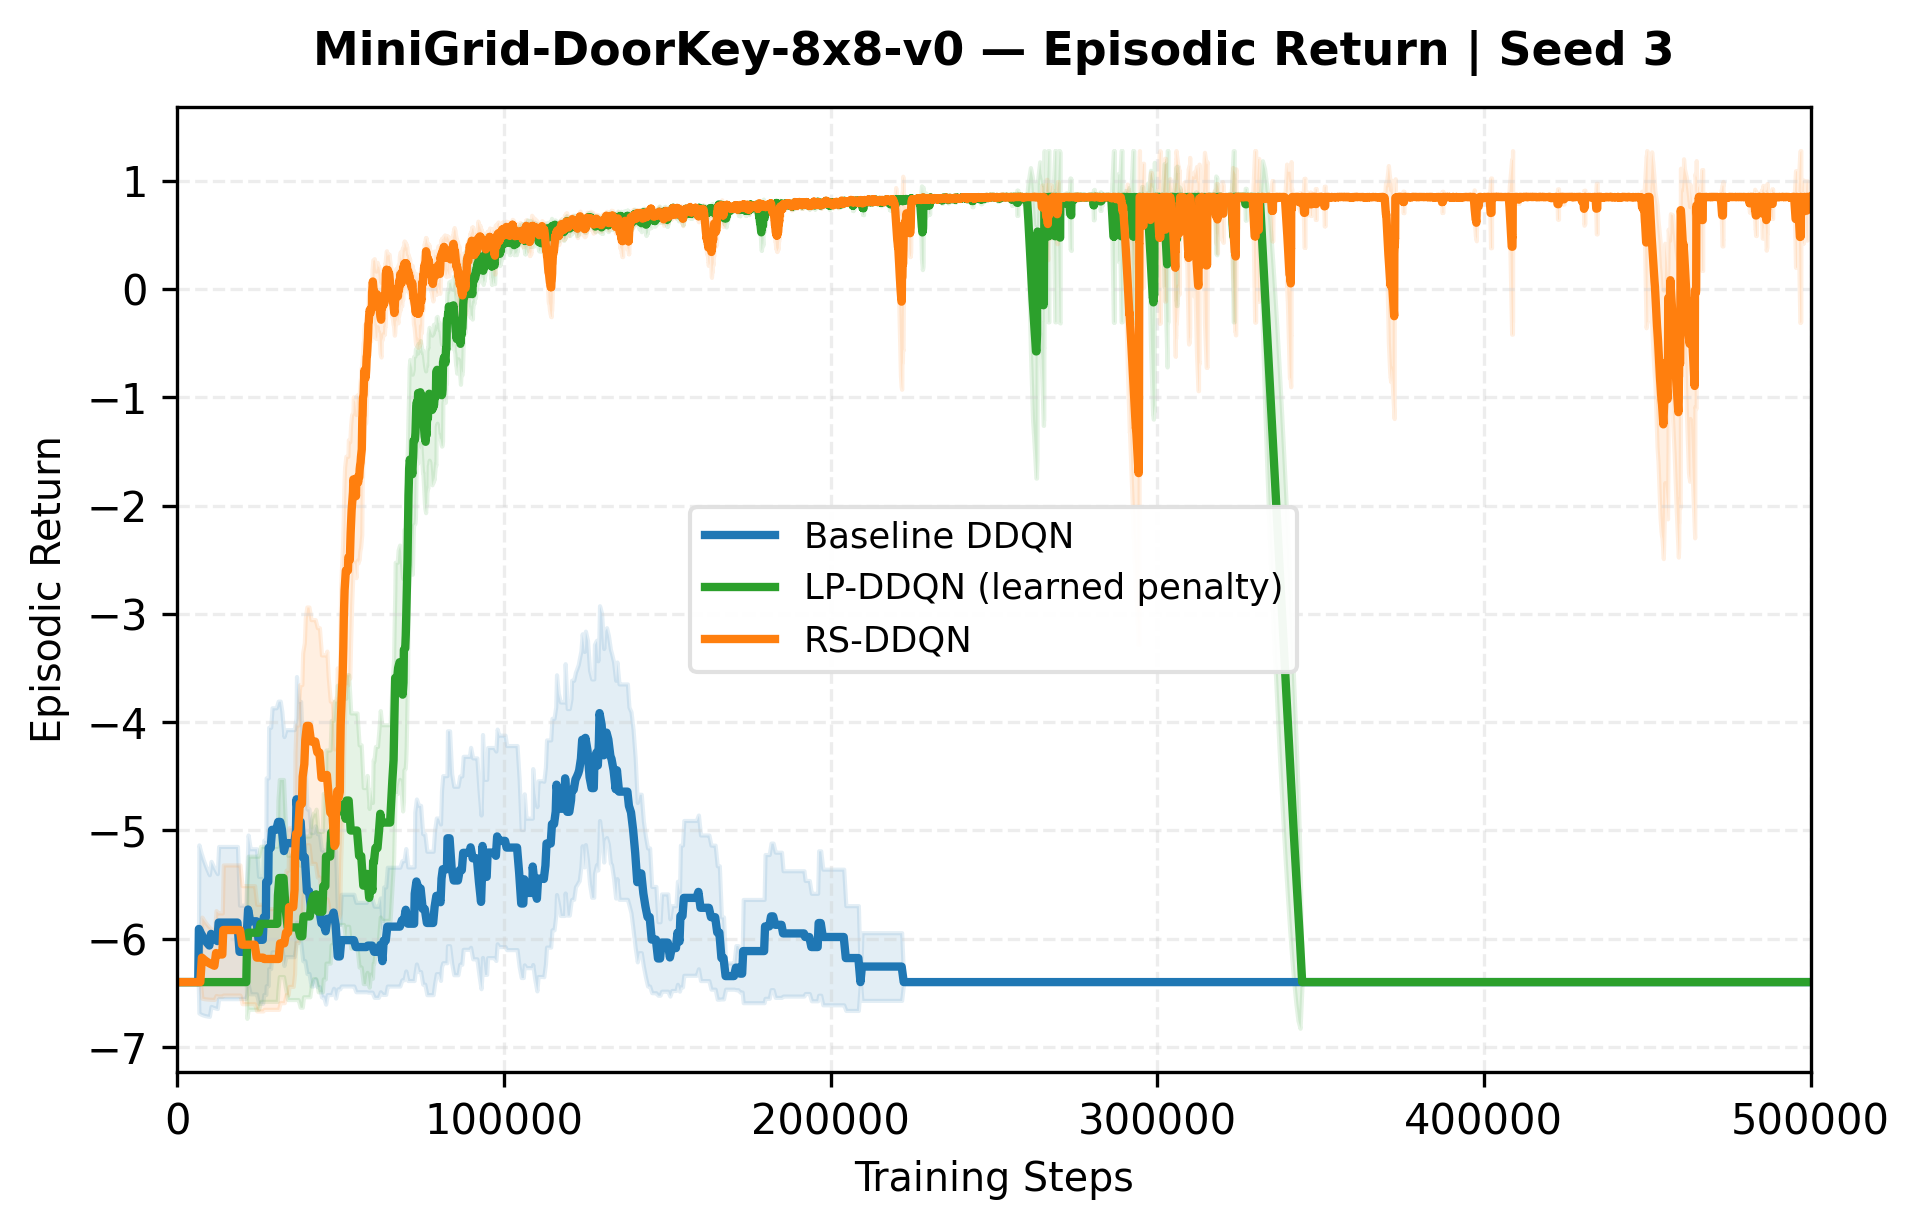 MiniGrid-DoorKey-8x8-v0 — Episodic Return | Seed 3
Episodic Return
1
0
−1
−2
−3
−4
−5
−6
−7
Baseline DDQN
LP-DDQN (learned penalty)
RS-DDQN
0 100000 200000 300000 400000 500000
Training Steps